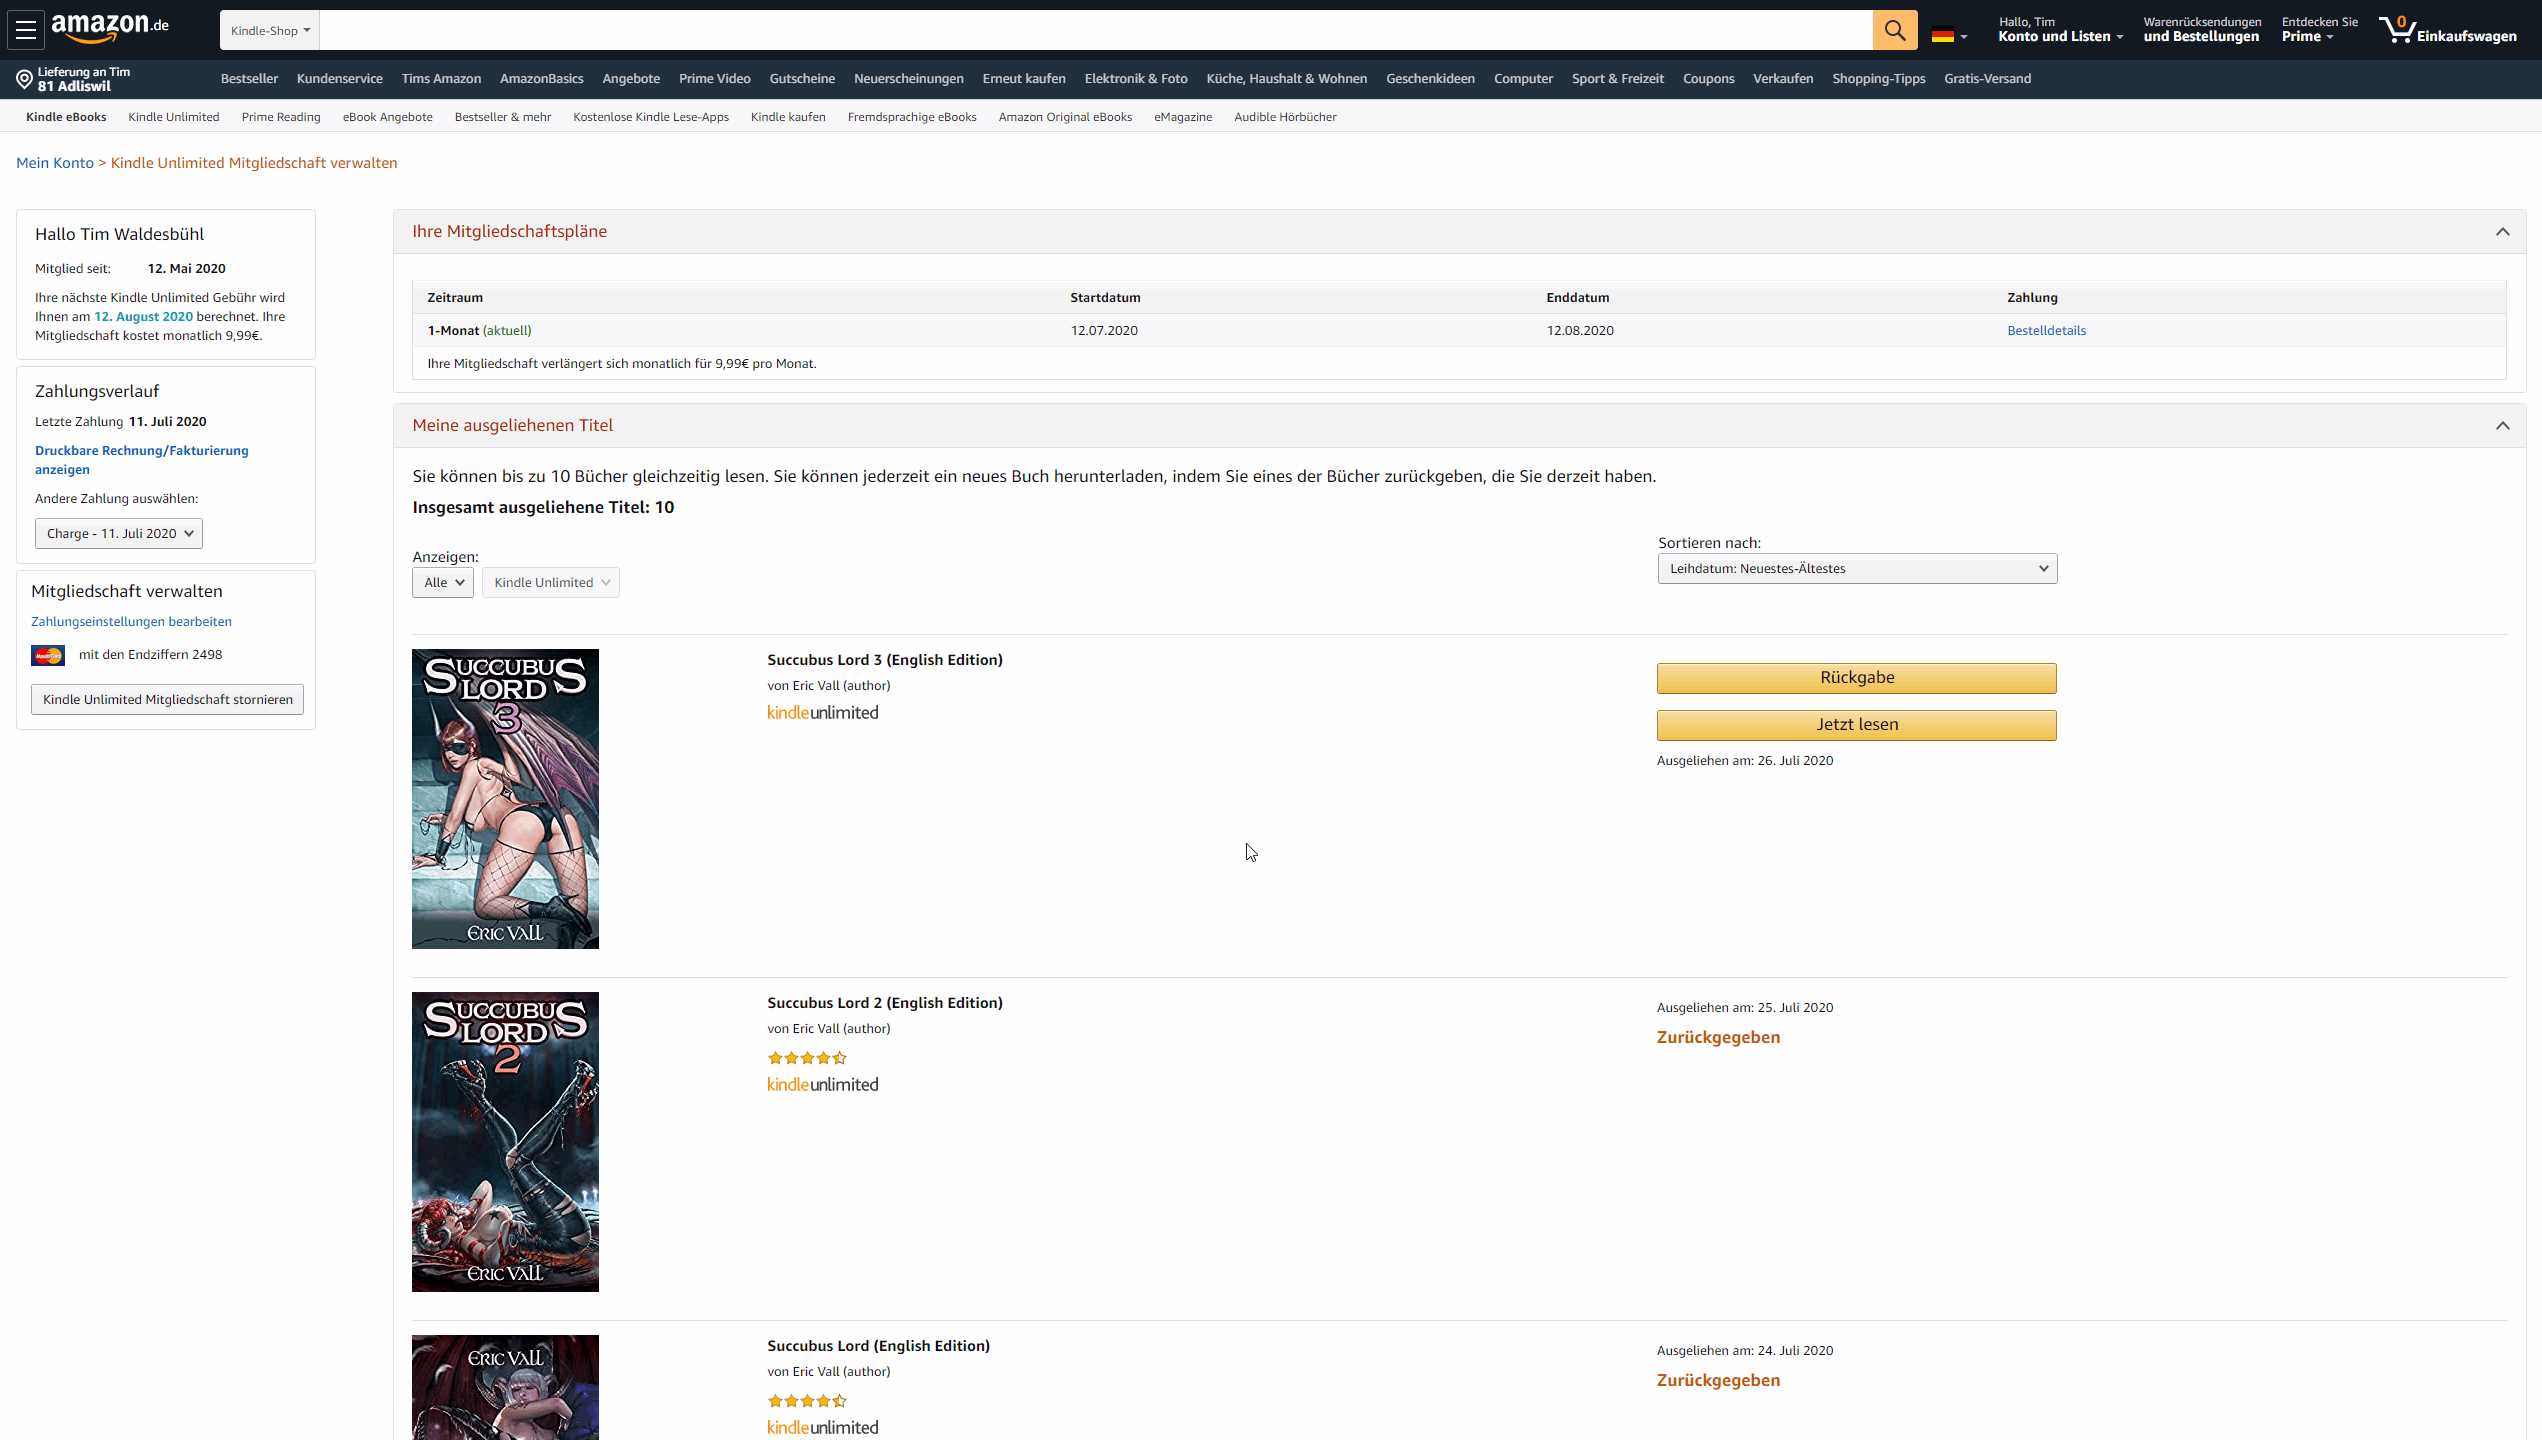 amazon.de
Kindle-Shop
Hallo, Tim
Konto und Listen
Warenrücksendungen
und Bestellungen
Entdecken Sie
Prime
0
Einkaufswagen
Lieferung an Tim
81 Adliswil
Bestseller Kundenservice Tims Amazon AmazonBasics Angebote Prime Video Gutscheine Neuerscheinungen Erneut kaufen Elektronik & Foto Küche, Haushalt & Wohnen Geschenkideen Computer Sport & Freizeit Coupons Verkaufen Shopping-Tipps Gratis-Versand
Kindle eBooks Kindle Unlimited Prime Reading eBook Angebote Bestseller & mehr Kostenlose Kindle Lese-Apps Kindle kaufen Fremdsprachige eBooks Amazon Original eBooks eMagazine Audible Hörbücher
Mein Konto > Kindle Unlimited Mitgliedschaft verwalten
Hallo Tim Waldesbühl
Mitglied seit: 12. Mai 2020
Ihre nächste Kindle Unlimited Gebühr wird
Ihnen am 12. August 2020 berechnet. Ihre
Mitgliedschaft kostet monatlich 9,99€.
Zahlungsverlauf
Letzte Zahlung 11. Juli 2020
Druckbare Rechnung/Fakturierung
anzeigen
Andere Zahlung auswählen:
Charge - 11. Juli 2020
Mitgliedschaft verwalten
Zahlungseinstellungen bearbeiten
MasterCard mit den Endziffern 2498
Kindle Unlimited Mitgliedschaft stornieren
Ihre Mitgliedschaftspläne
Zeitraum Startdatum Enddatum Zahlung
1-Monat (aktuell) 12.07.2020 12.08.2020 Bestelldetails
Ihre Mitgliedschaft verlängert sich monatlich für 9,99€ pro Monat.
Meine ausgeliehenen Titel
Sie können bis zu 10 Bücher gleichzeitig lesen. Sie können jederzeit ein neues Buch herunterladen, indem Sie eines der Bücher zurückgeben, die Sie derzeit haben.
Insgesamt ausgeliehene Titel: 10
Anzeigen:
Alle
Kindle Unlimited
Sortieren nach:
Leihdatum: Neuestes-Ältestes
SUCCUBUS
LORD
3
ERIC VALL
Succubus Lord 3 (English Edition)
von Eric Vall (author)
kindleunlimited
Rückgabe
Jetzt lesen
Ausgeliehen am: 26. Juli 2020
SUCCUBUS
LORD
2
ERIC VALL
Succubus Lord 2 (English Edition)
von Eric Vall (author)
kindleunlimited
Ausgeliehen am: 25. Juli 2020
Zurückgegeben
ERIC VALL
Succubus Lord (English Edition)
von Eric Vall (author)
kindleunlimited
Ausgeliehen am: 24. Juli 2020
Zurückgegeben